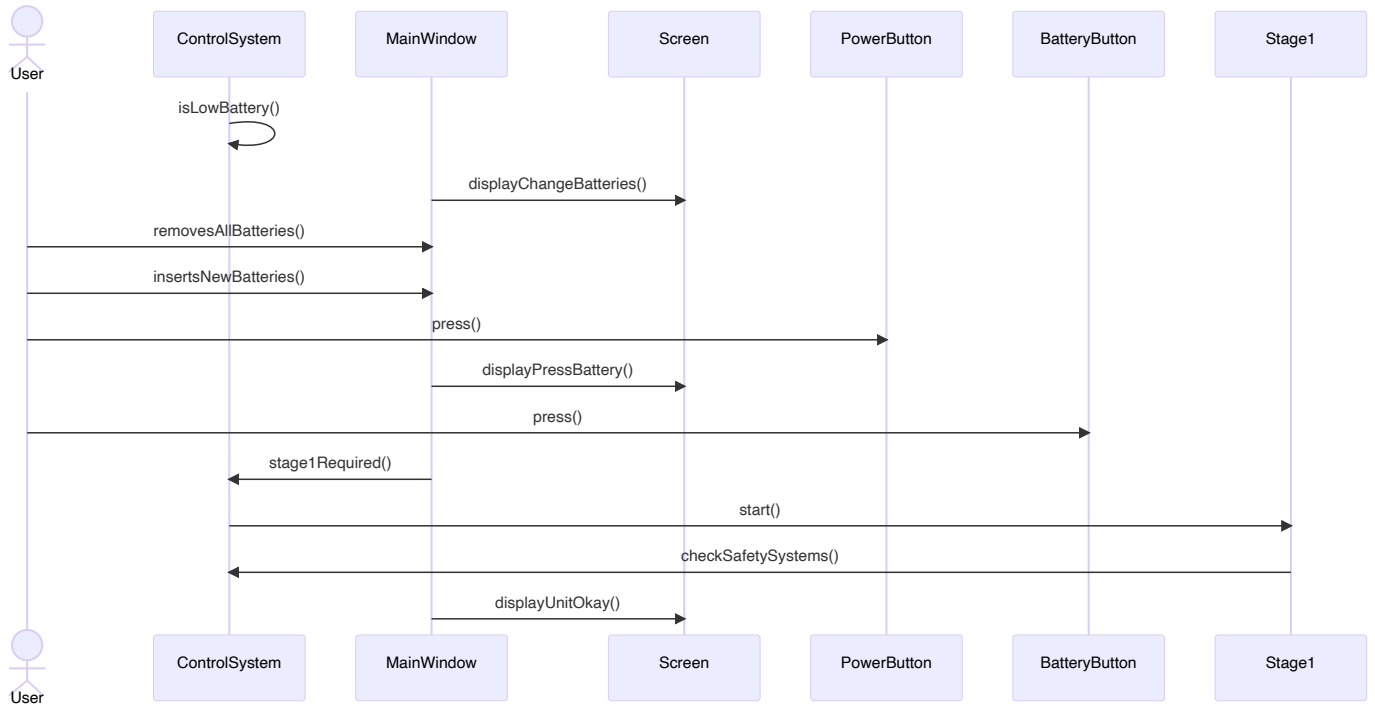 User
ControlSystem
MainWindow
Screen
PowerButton
BatteryButton
Stage1
isLowBattery()
displayChangeBatteries()
removesAllBatteries()
insertsNewBatteries()
press()
displayPressBattery()
press()
stage1Required()
start()
checkSafetySystems()
displayUnitOkay()
User
ControlSystem
MainWindow
Screen
PowerButton
BatteryButton
Stage1